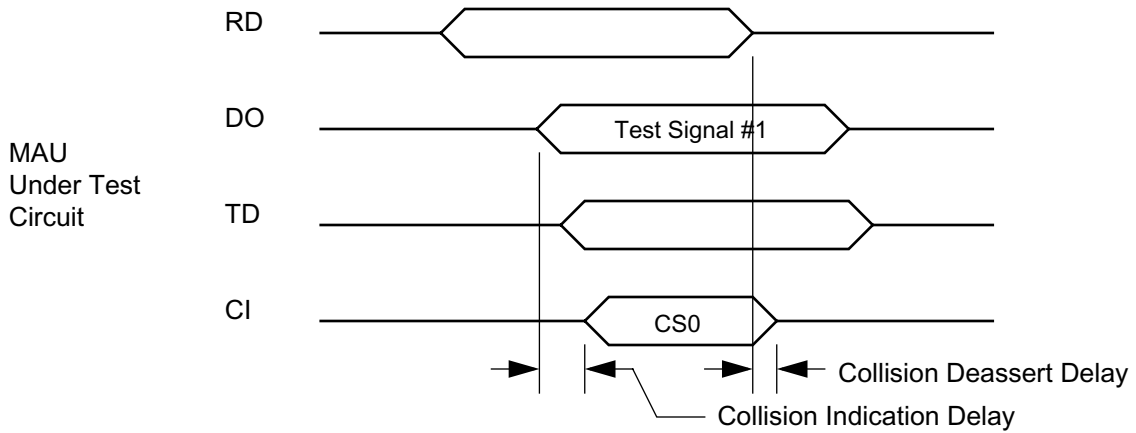 RD
DO
Test Signal #1
MAU
Under Test
Circuit
TD
CI
CS0
Collision Deassert Delay
Collision Indication Delay